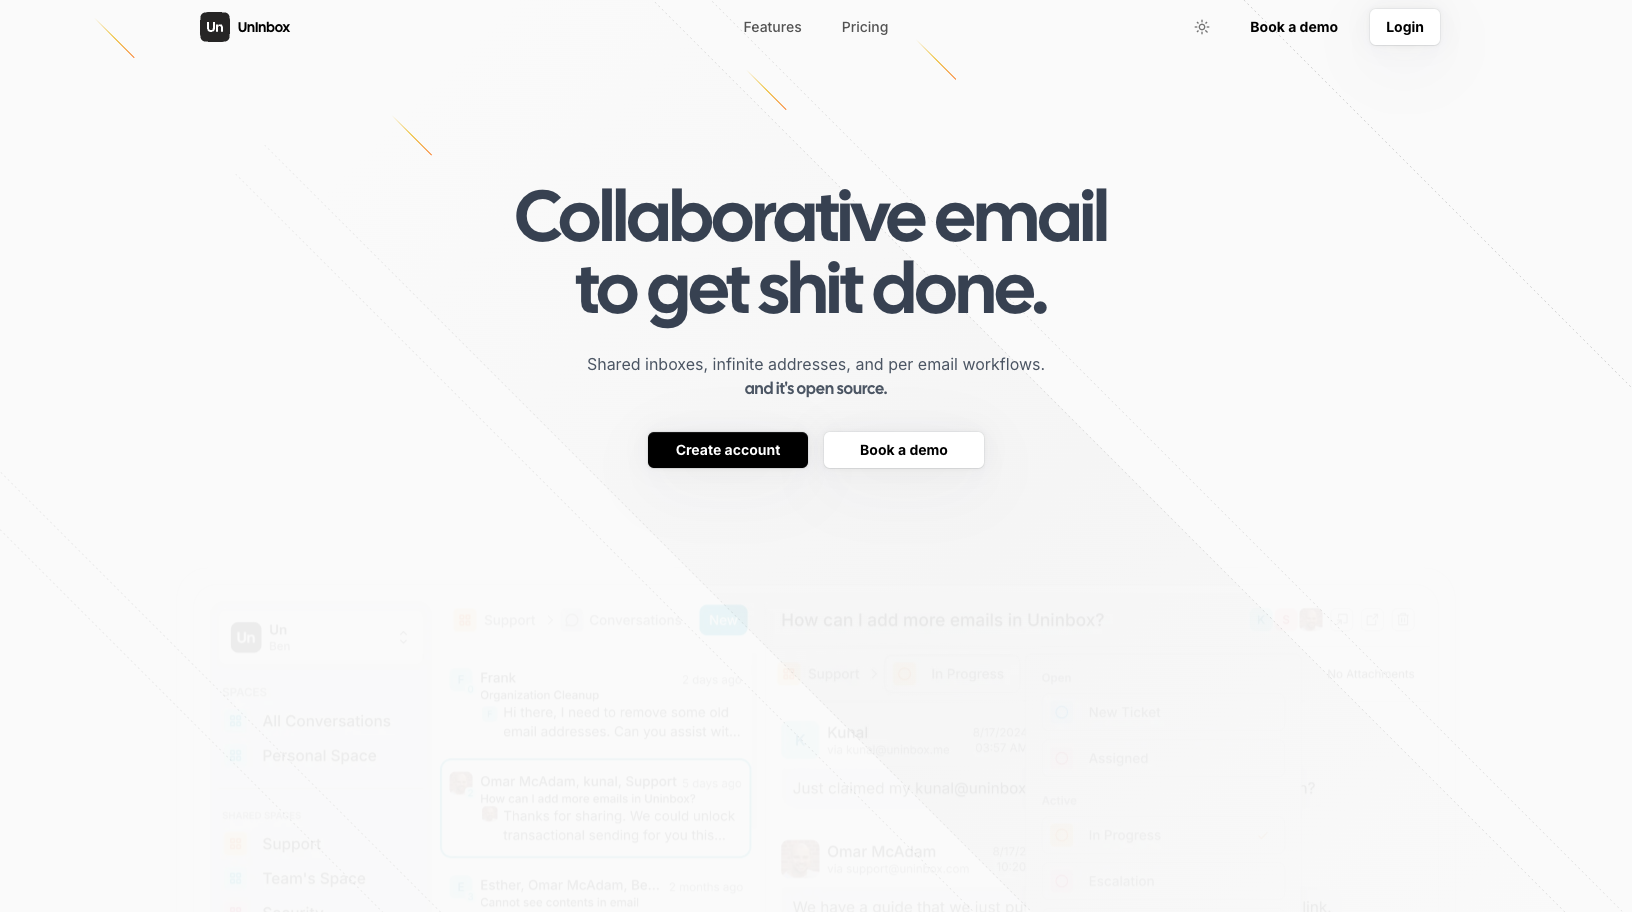 Un UnInbox
Features
Pricing
Book a demo
Login
Collaborative email
to get shit done.
Shared inboxes, infinite addresses, and per email workflows.
and it's open source.
Create account
Book a demo
Un
Un
Ben
SPACES
All Conversations
Personal Space
SHARED SPACES
Support
Team's Space
Security
Support
Conversations
New
Frank
2 days ago
Organization Cleanup
Hi there, I need to remove some old
email addresses. Can you assist wit...
Omar McAdam, kunal, Support
3 days ago
How can I add more emails in Uninbox?
Thanks for sharing. We could unlock
transactional sending for you this...
Esther, Omar McAdam, Be...
3 months ago
Cannot see contents in email
How can I add more emails in Uninbox?
Support
In Progress
No Attachments
K
Kunal
via kunal@uninbox.me
8/17/2024
03:57 AM
Just claimed my kunal@uninbox
n?
Omar McAdam
via support@uninbox.com
8/17/2
10:26
We have a guide that we just pu
link.
Open
New Ticket
Assigned
Active
In Progress
Escalation